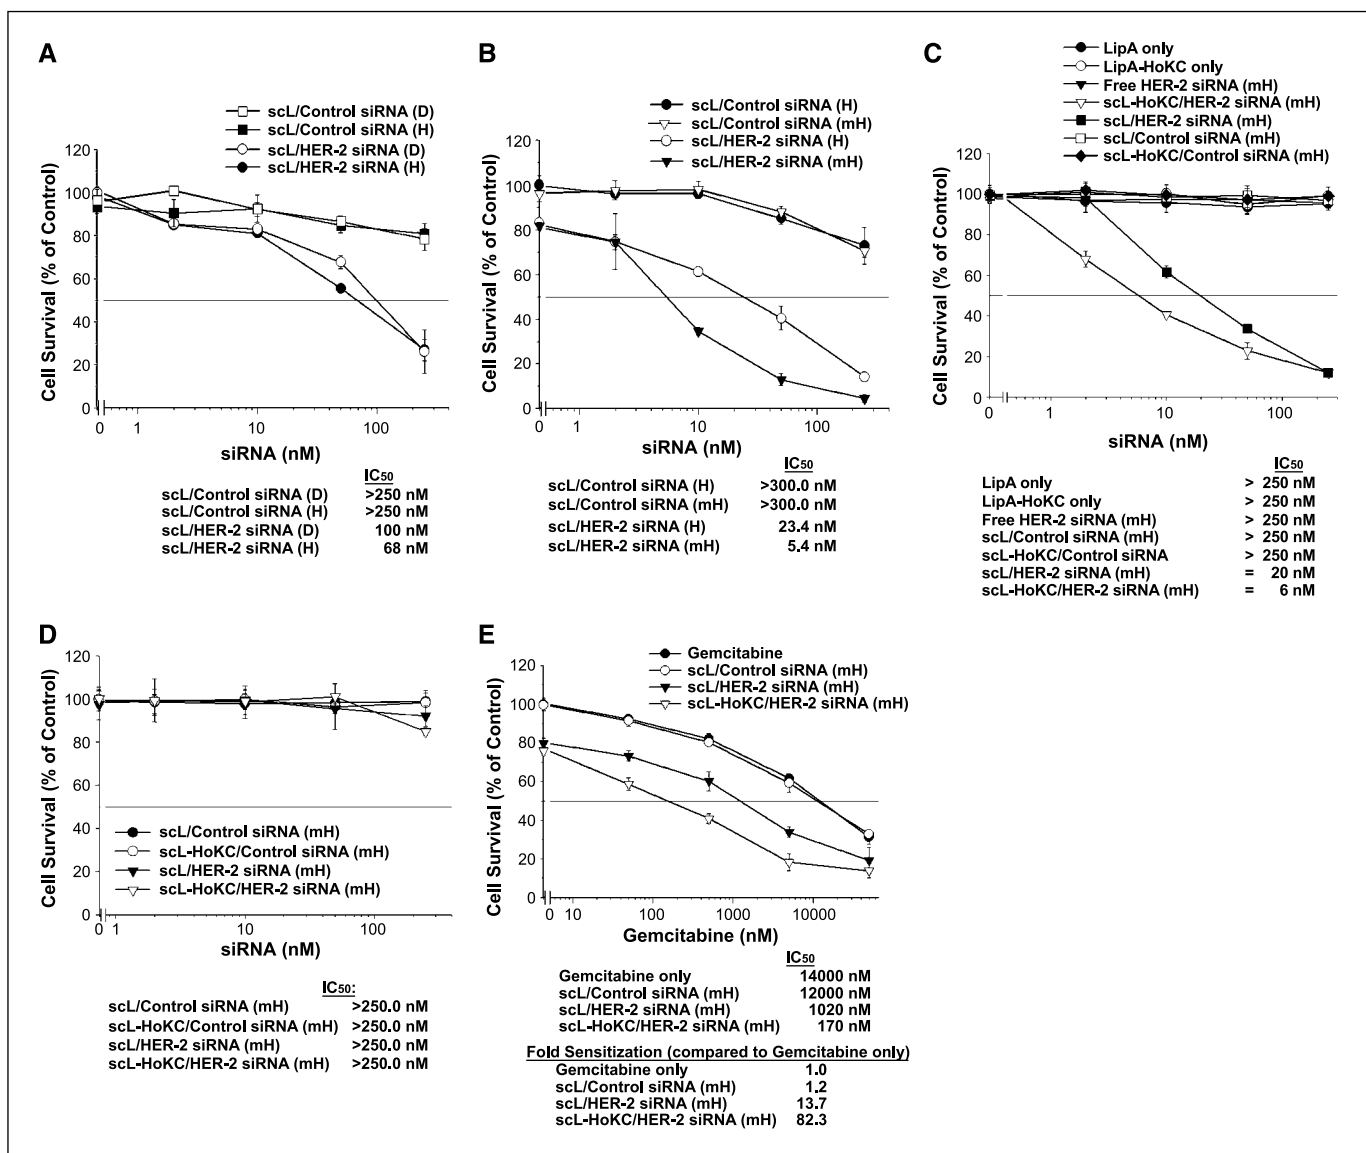 A
scL/Control siRNA (D)
scL/Control siRNA (H)
scL/HER-2 siRNA (D)
scL/HER-2 siRNA (H)
Cell Survival (% of Control)
120
100
80
60
40
20
0
0 1 10 100
siRNA (nM)
IC50
scL/Control siRNA (D) >250 nM
scL/Control siRNA (H) >250 nM
scL/HER-2 siRNA (D) 100 nM
scL/HER-2 siRNA (H) 68 nM
B
scL/Control siRNA (H)
scL/Control siRNA (mH)
scL/HER-2 siRNA (H)
scL/HER-2 siRNA (mH)
Cell Survival (% of Control)
120
100
80
60
40
20
0
0 1 10 100
siRNA (nM)
IC50
scL/Control siRNA (H) >300.0 nM
scL/Control siRNA (mH) >300.0 nM
scL/HER-2 siRNA (H) 23.4 nM
scL/HER-2 siRNA (mH) 5.4 nM
C
LipA only
LipA-HoKC only
Free HER-2 siRNA (mH)
scL-HoKC/HER-2 siRNA (mH)
scL/HER-2 siRNA (mH)
scL/Control siRNA (mH)
scL-HoKC/Control siRNA (mH)
Cell Survival (% of Control)
120
100
80
60
40
20
0
0 1 10 100
siRNA (nM)
IC50
LipA only > 250 nM
LipA-HoKC only > 250 nM
Free HER-2 siRNA (mH) > 250 nM
scL/Control siRNA (mH) > 250 nM
scL-HoKC/Control siRNA > 250 nM
scL/HER-2 siRNA (mH) = 20 nM
scL-HoKC/HER-2 siRNA (mH) = 6 nM
D
Cell Survival (% of Control)
120
100
80
60
40
20
0
scL/Control siRNA (mH)
scL-HoKC/Control siRNA (mH)
scL/HER-2 siRNA (mH)
scL-HoKC/HER-2 siRNA (mH)
0 1 10 100
siRNA (nM)
IC50:
scL/Control siRNA (mH) >250.0 nM
scL-HoKC/Control siRNA (mH) >250.0 nM
scL/HER-2 siRNA (mH) >250.0 nM
scL-HoKC/HER-2 siRNA (mH) >250.0 nM
E
Gemcitabine
scL/Control siRNA (mH)
scL/HER-2 siRNA (mH)
scL-HoKC/HER-2 siRNA (mH)
Cell Survival (% of Control)
120
100
80
60
40
20
0
0 10 100 1000 10000
Gemcitabine (nM)
IC50
Gemcitabine only 14000 nM
scL/Control siRNA (mH) 12000 nM
scL/HER-2 siRNA (mH) 1020 nM
scL-HoKC/HER-2 siRNA (mH) 170 nM
Fold Sensitization (compared to Gemcitabine only)
Gemcitabine only 1.0
scL/Control siRNA (mH) 1.2
scL/HER-2 siRNA (mH) 13.7
scL-HoKC/HER-2 siRNA (mH) 82.3